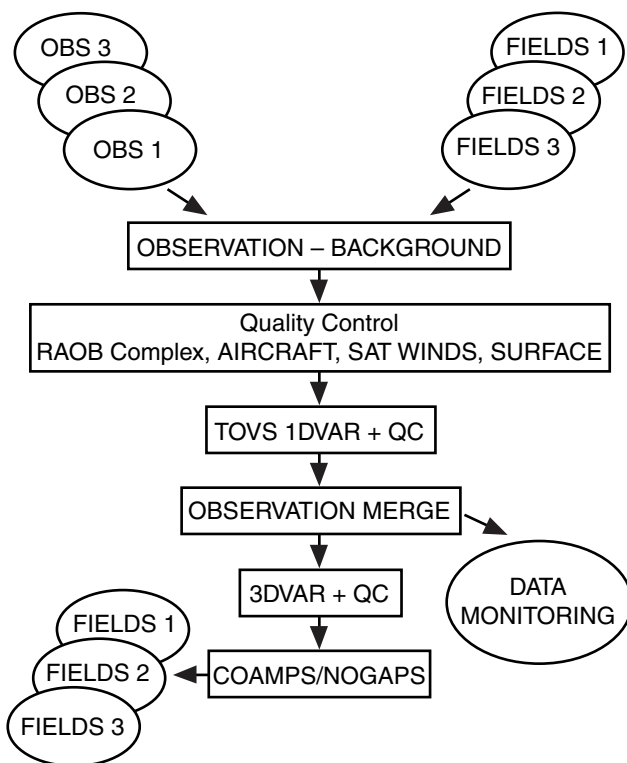 OBS 3
OBS 2
OBS 1
FIELDS 1
FIELDS 2
FIELDS 3
OBSERVATION – BACKGROUND
Quality Control
RAOB Complex, AIRCRAFT, SAT WINDS, SURFACE
TOVS 1DVAR + QC
OBSERVATION MERGE
DATA
MONITORING
3DVAR + QC
COAMPS/NOGAPS
FIELDS 1
FIELDS 2
FIELDS 3